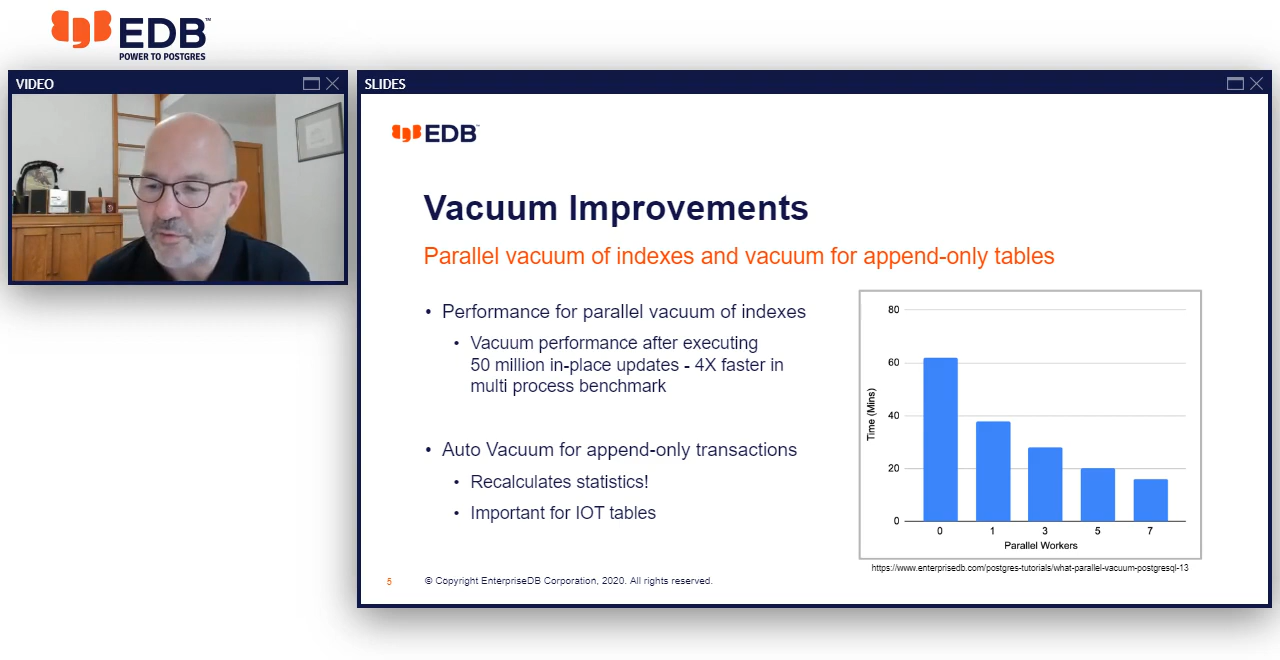 EDB™
POWER TO POSTGRES
VIDEO
SLIDES
EDB™
Vacuum Improvements
Parallel vacuum of indexes and vacuum for append-only tables
• Performance for parallel vacuum of indexes
• Vacuum performance after executing
50 million in-place updates - 4X faster in
multi process benchmark
• Auto Vacuum for append-only transactions
• Recalculates statistics!
• Important for IOT tables
80
60
40
20
0
Time (Mins)
0 1 3 5 7
Parallel Workers
https://www.enterprisedb.com/postgres-tutorials/what-parallel-vacuum-postgresql-13
5
© Copyright EnterpriseDB Corporation, 2020. All rights reserved.